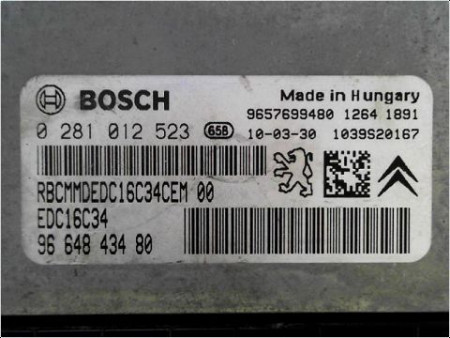 BOSCH
Made in Hungary
9657699480 1264 1891
0 281 012 523 658 10-03-30 1039S20167
RBCMMDEDC16C34CEM 00
EDC16C34
96 648 434 80